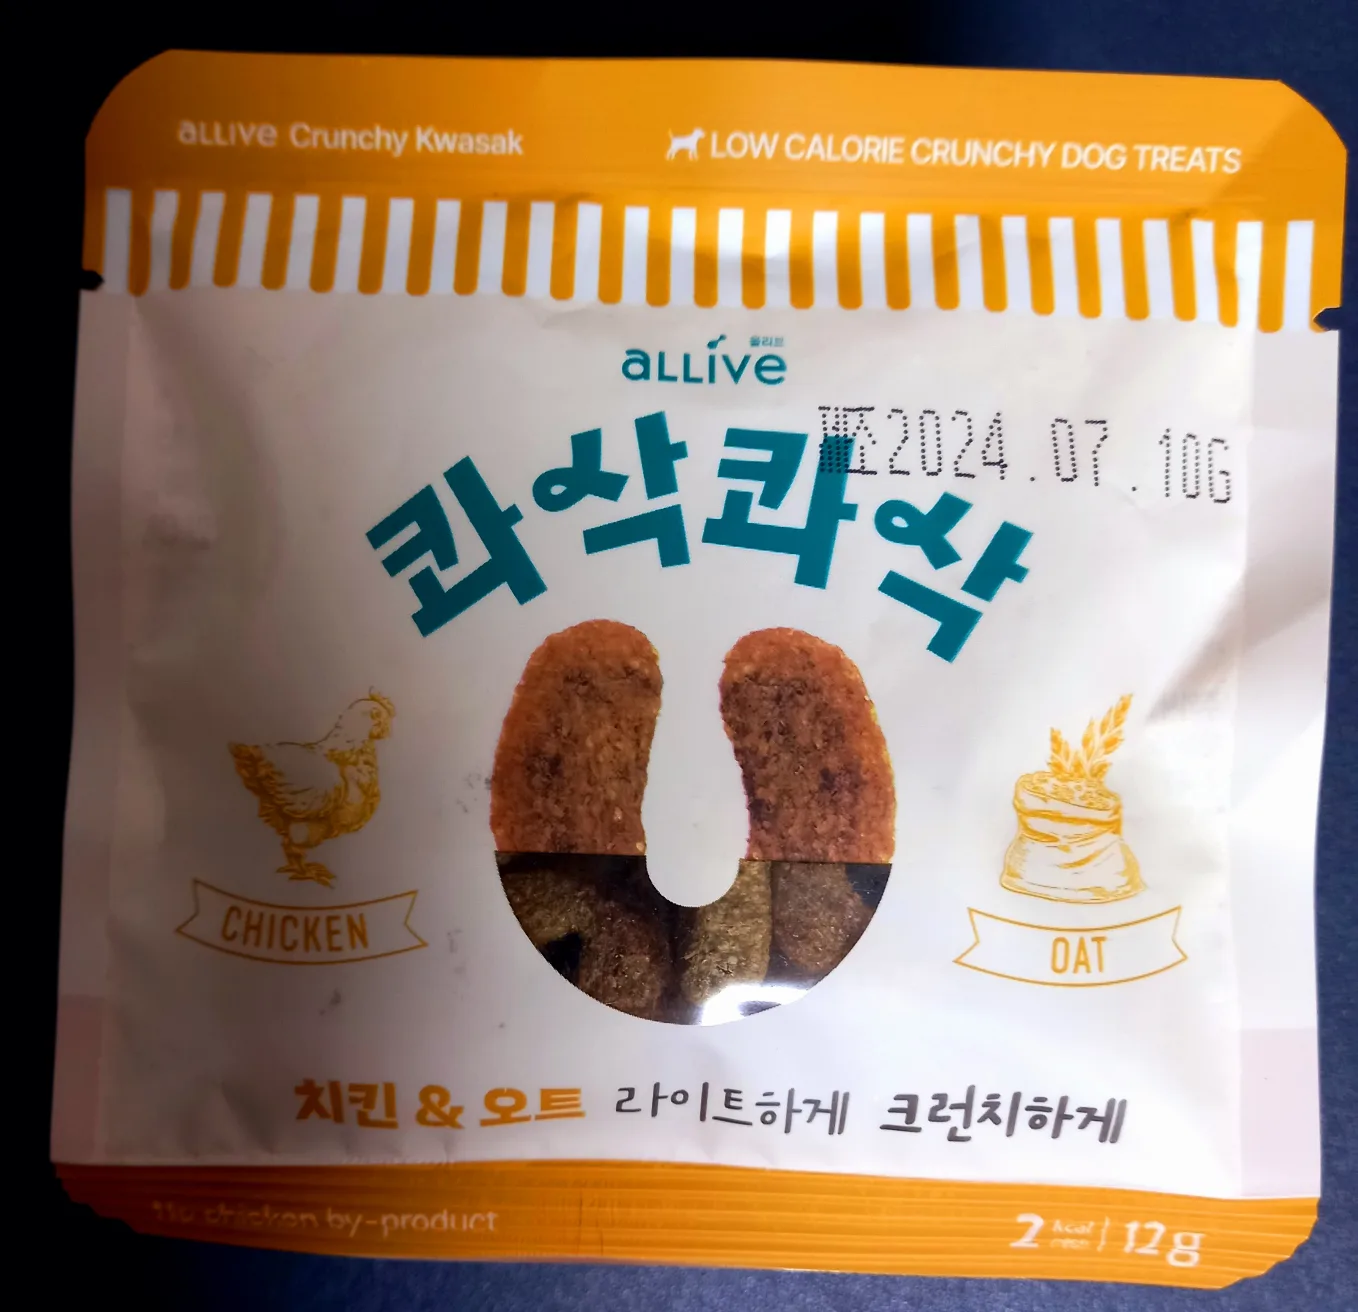 aLLive Crunchy Kwasak
LOW CALORIE CRUNCHY DOG TREATS
올리브
aLLive
제조2024.07.10G
콰삭콰삭
CHICKEN
OAT
치킨 & 오트 라이트하게 크런치하게
No chicken by-product
2 kcal | 12g